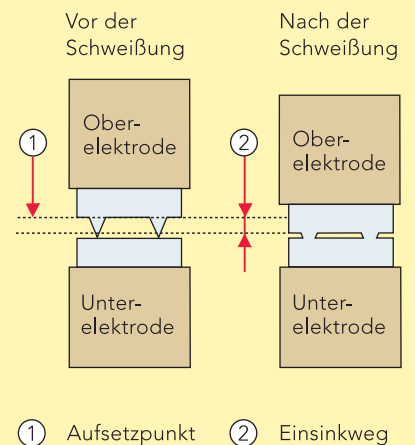 Vor der
Schweißung
Nach der
Schweißung
1
Ober-
elektrode
2
Ober-
elektrode
Unter-
elektrode
Unter-
elektrode
1 Aufsetzpunkt
2 Einsinkweg